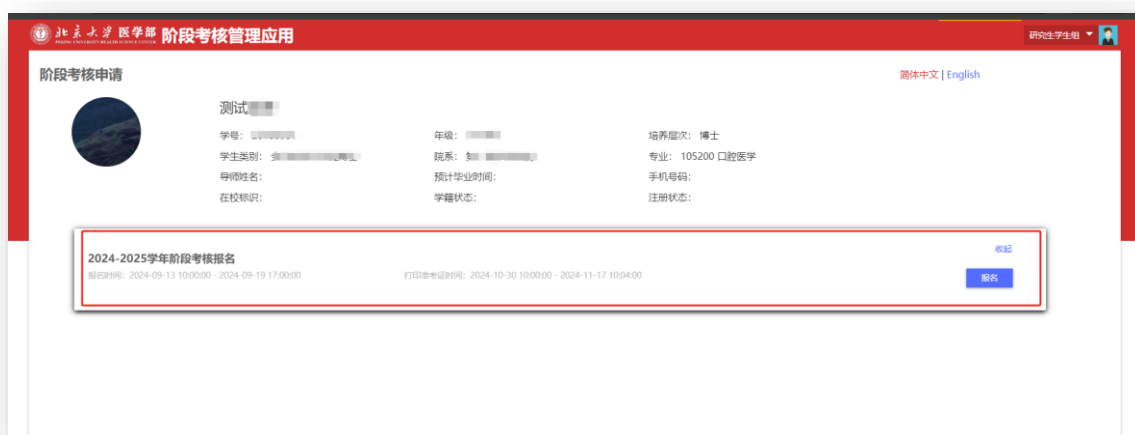 北京大学医学部 阶段考核管理应用 研究生学生组
PEKING UNIVERSITY HEALTH SCIENCE CENTER
阶段考核申请 简体中文 | English
测试
学号： 年级： 培养层次： 博士
学生类别： 院系： 专业： 105200 口腔医学
导师姓名： 预计毕业时间： 手机号码：
在校标识： 学籍状态： 注册状态：
收起
2024-2025学年阶段考核报名
报名时间： 2024-09-13 10:00:00 - 2024-09-19 17:00:00 打印准考证时间： 2024-10-30 10:00:00 - 2024-11-17 10:04:00 报名